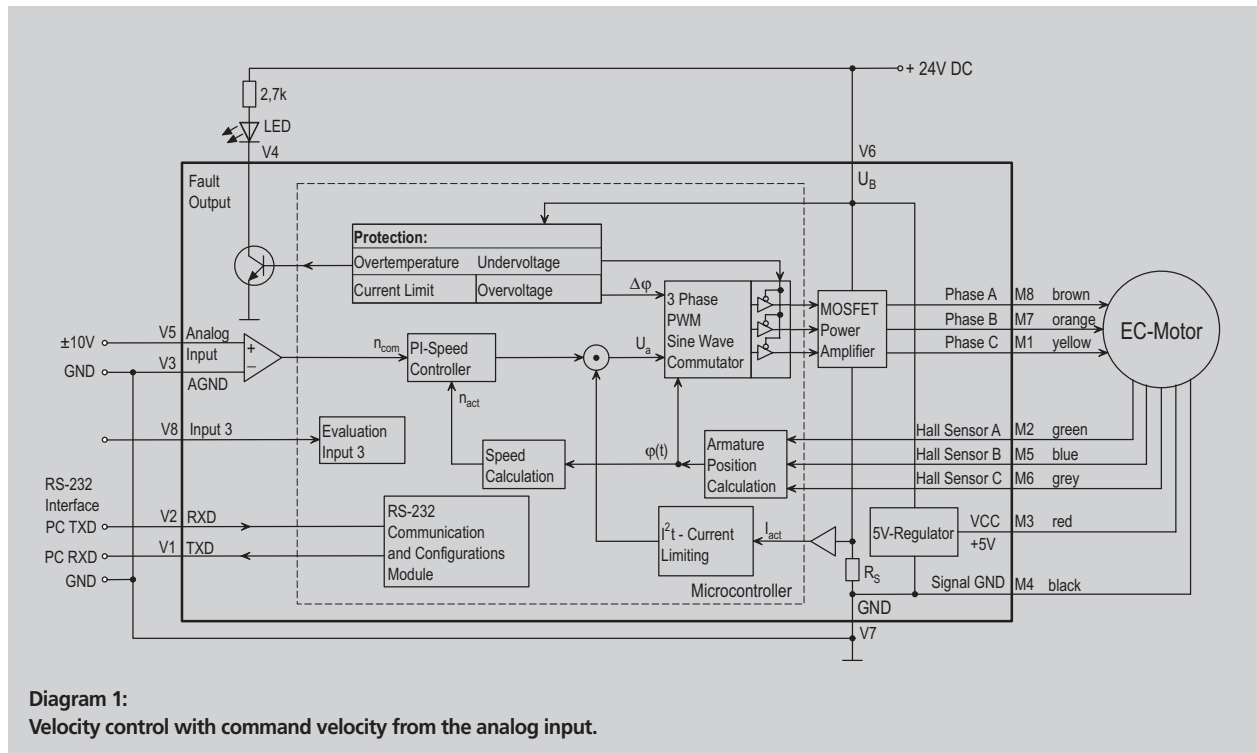 + 24V DC
2,7k
LED
V4
V6
Fault
Output
U_B
Protection:
Overtemperature Undervoltage
Current Limit Overvoltage
Δφ
3 Phase
PWM
Sine Wave
Commutator
MOSFET
Power
Amplifier
Phase A M8 brown
Phase B M7 orange
Phase C M1 yellow
EC-Motor
±10V V5 Analog
Input
GND V3
AGND
+
–
n_com
PI-Speed
Controller
n_act
U_a
V8 Input 3
Evaluation
Input 3
Speed
Calculation
φ(t)
Armature
Position
Calculation
Hall Sensor A M2 green
Hall Sensor B M5 blue
Hall Sensor C M6 grey
RS-232
Interface
PC TXD V2 RXD
PC RXD V1 TXD
GND
RS-232
Communication
and Configurations
Module
I²t - Current
Limiting
I_act
Microcontroller
5V-Regulator
VCC M3 red
+5V
R_S
Signal GND M4 black
GND
V7
Diagram 1:
Velocity control with command velocity from the analog input.